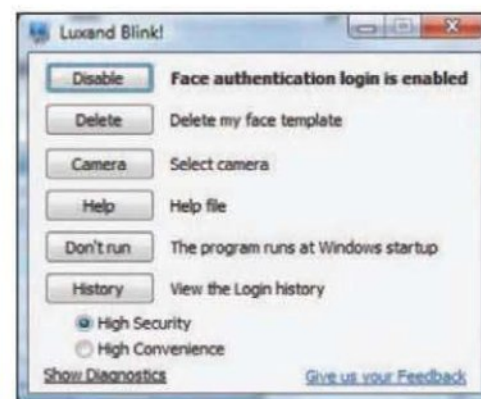 Luxand Blink!
Disable Face authentication login is enabled
Delete Delete my face template
Camera Select camera
Help Help file
Don't run The program runs at Windows startup
History View the Login history
High Security
High Convenience
Show Diagnostics Give us your Feedback